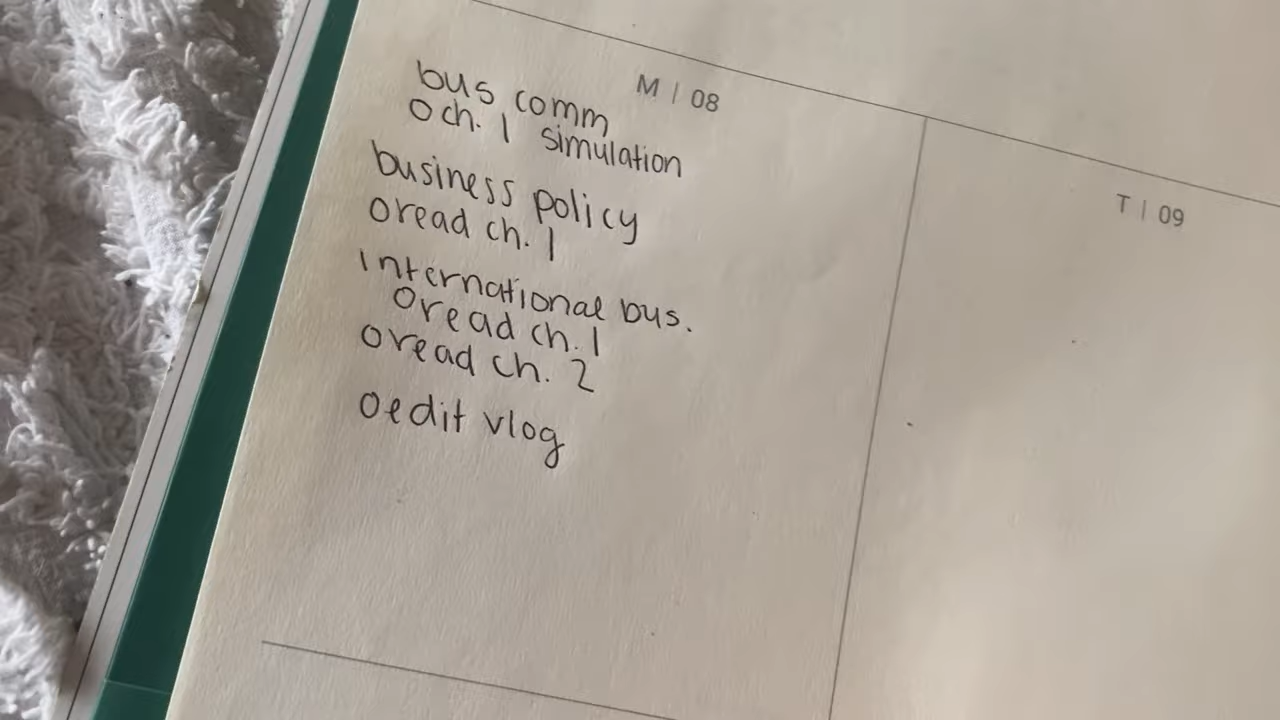 M | 08
bus comm
o ch. 1 simulation
business policy
o read ch. 1
international bus.
o read ch. 1
o read ch. 2
o edit vlog
T | 09